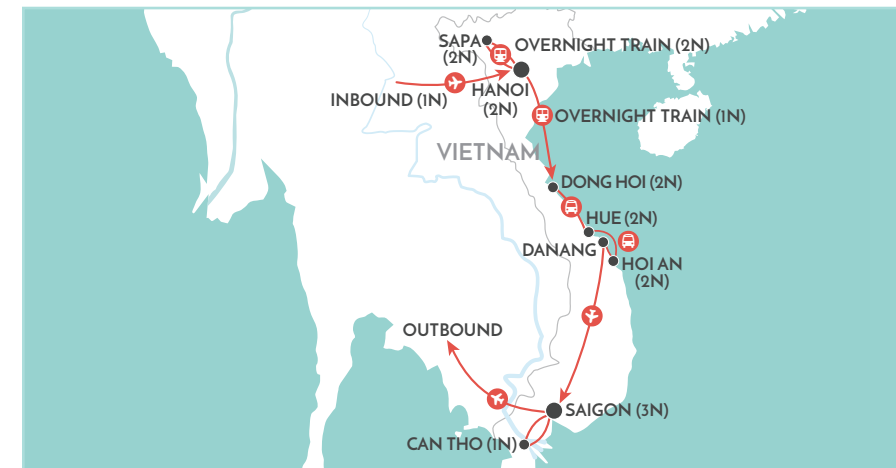 SAPA
(2N)
OVERNIGHT TRAIN (2N)
INBOUND (1N)
HANOI
(2N)
OVERNIGHT TRAIN (1N)
VIETNAM
DONG HOI (2N)
HUE (2N)
DANANG
HOI AN
(2N)
OUTBOUND
SAIGON (3N)
CAN THO (1N)